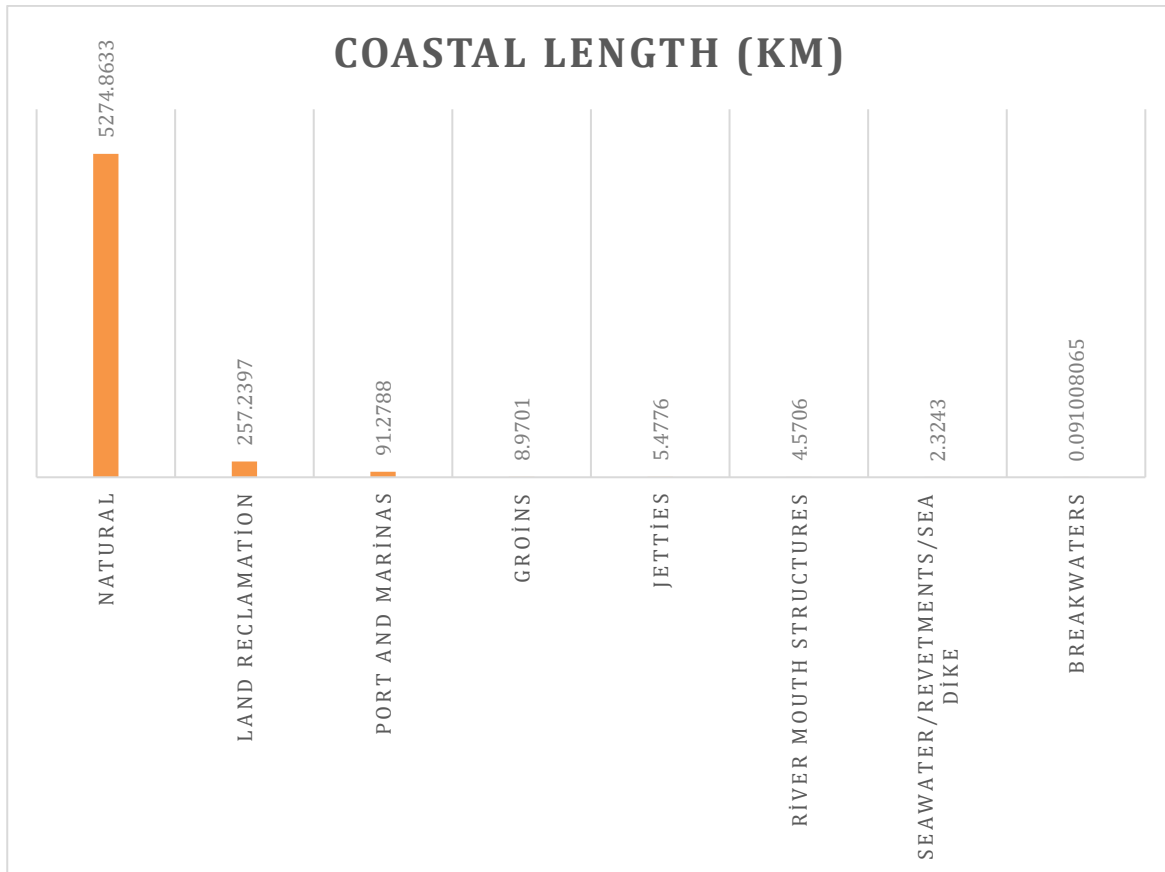 COASTAL LENGTH (KM)
5274.8633
257.2397
91.2788
8.9701
5.4776
4.5706
2.3243
0.091008065
NATURAL
LAND RECLAMATİON
PORT AND MARİNAS
GROİNS
JETTİES
RİVER MOUTH STRUCTURES
SEAWATER/REVETMENTS/SEA
DİKE
BREAKWATERS